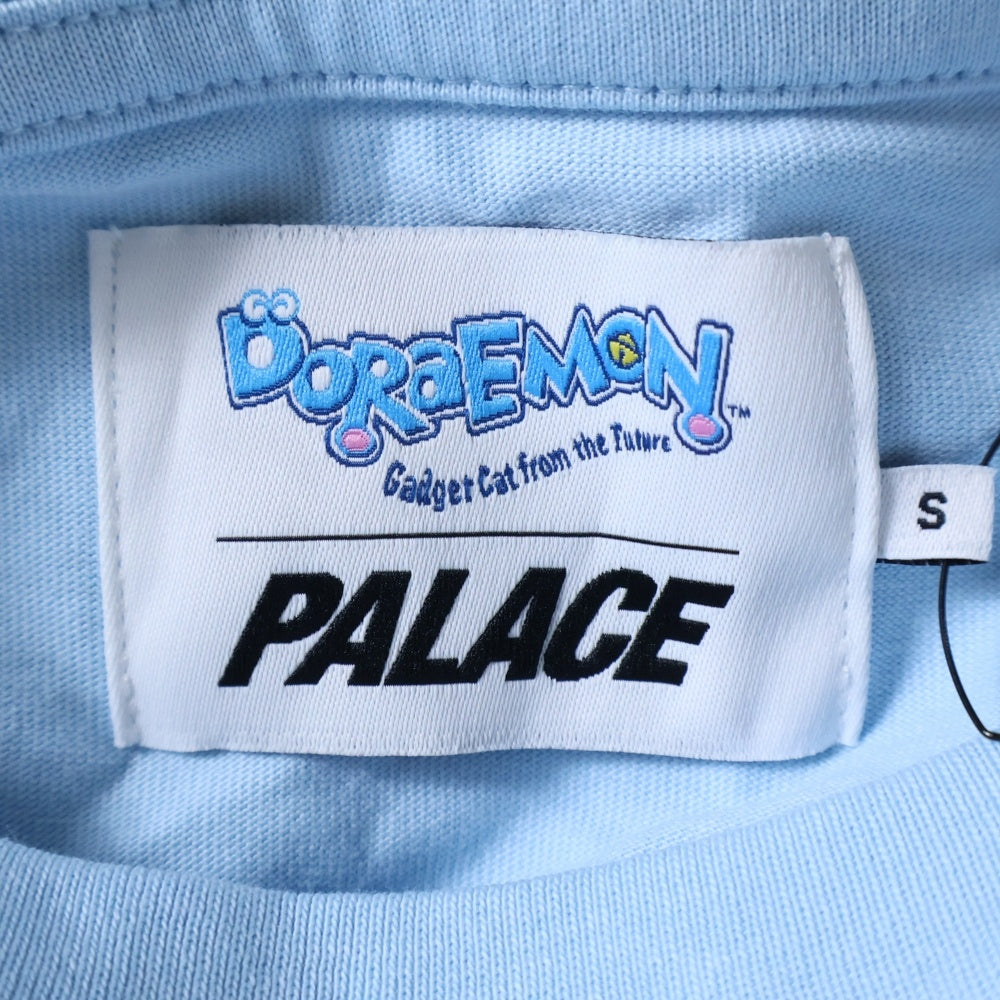 DORAEMON™
Gadget Cat from the Future
PALACE
S